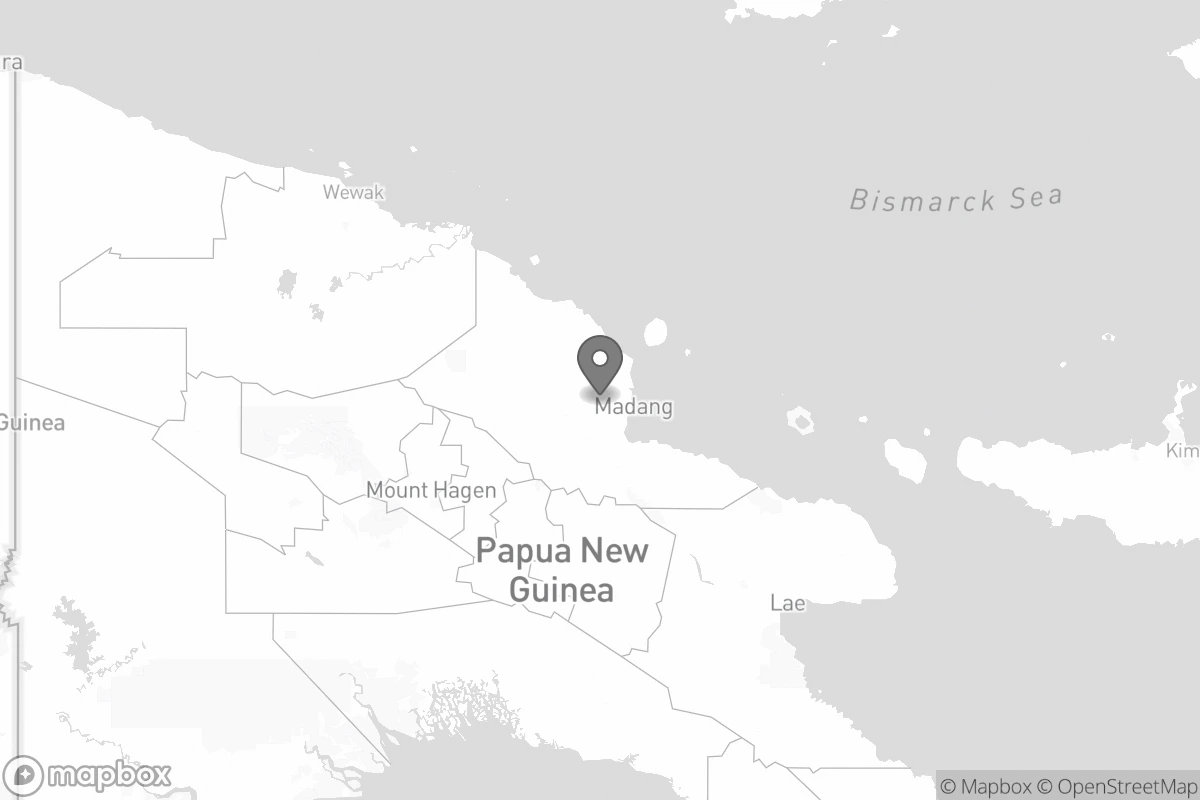 ra
Wewak
Bismarck Sea
Madang
Guinea
Kim
Mount Hagen
Papua New
Guinea
Lae
mapbox
© Mapbox © OpenStreetMap